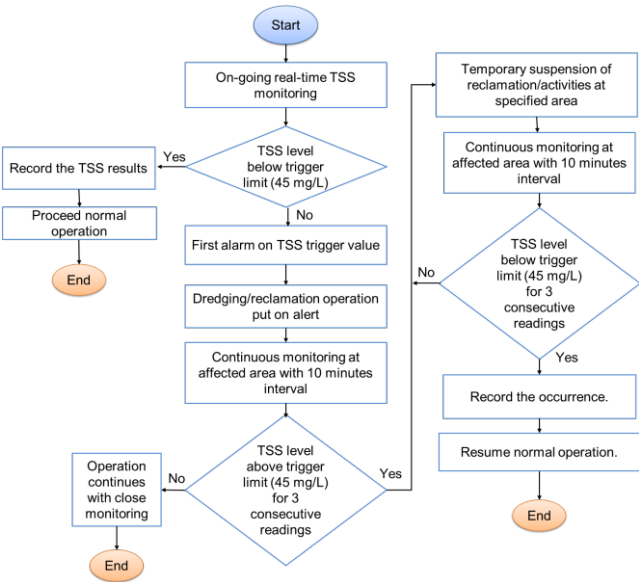 Start
On-going real-time TSS
monitoring
TSS level
below trigger
limit (45 mg/L)
Yes
Record the TSS results
Proceed normal
operation
End
No
First alarm on TSS trigger value
Dredging/reclamation operation
put on alert
Continuous monitoring at
affected area with 10 minutes
interval
TSS level
above trigger
limit (45 mg/L)
for 3
consecutive
readings
No
Operation
continues
with close
monitoring
End
Yes
Temporary suspension of
reclamation/activities at
specified area
Continuous monitoring at
affected area with 10 minutes
interval
TSS level
below trigger
limit (45 mg/L)
for 3
consecutive
readings
No
Yes
Record the occurrence.
Resume normal operation.
End